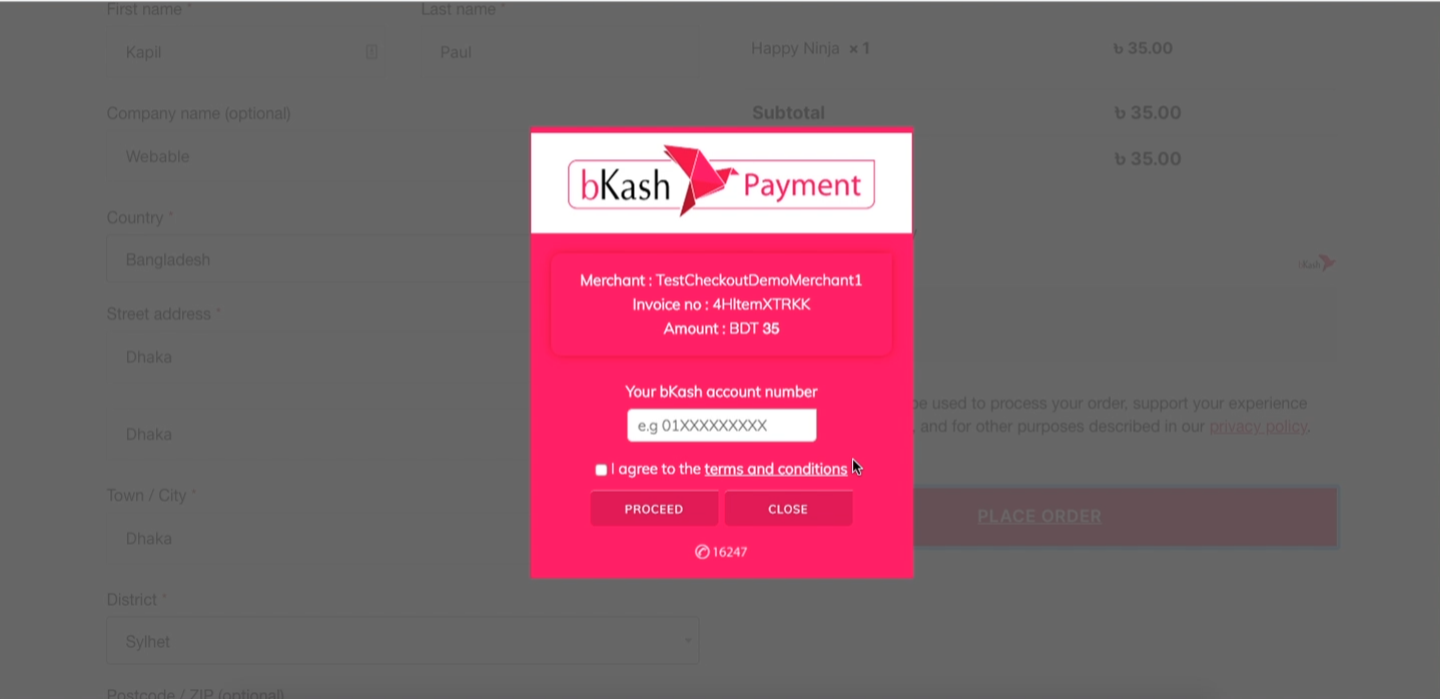 First name *
Last name *
Kapil
Paul
Happy Ninja × 1
৳ 35.00
Company name (optional)
Subtotal
৳ 35.00
Webable
৳ 35.00
bKash Payment
Country *
Bangladesh
bKash
Merchant : TestCheckoutDemoMerchant1
Invoice no : 4HItemXTRKK
Amount : BDT 35
Street address *
Dhaka
Your bKash account number
e.g 01XXXXXXXXX
be used to process your order, support your experience
, and for other purposes described in our privacy policy.
Dhaka
I agree to the terms and conditions
Town / City *
PROCEED
CLOSE
PLACE ORDER
Dhaka
16247
District *
Sylhet
Postcode / ZIP (optional)